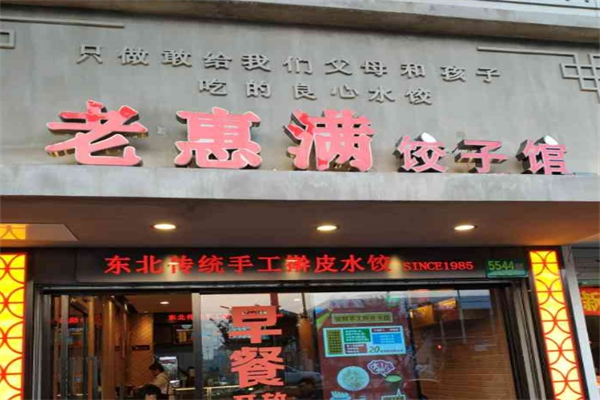 只做敢给我们父母和孩子
吃的良心水饺
老惠满饺子馆
东北传统手工擀皮水饺 SINCE1985
5544
早餐